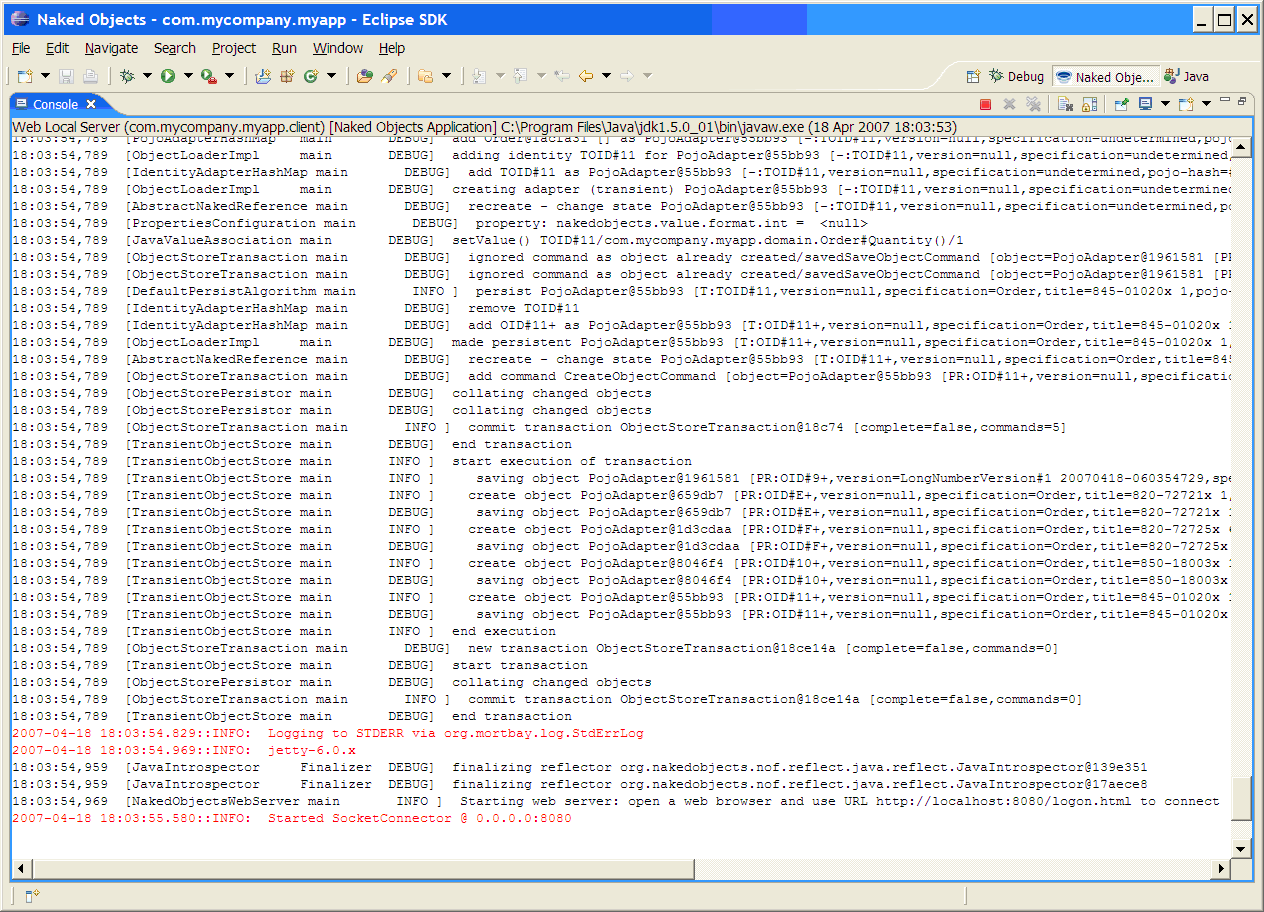 Naked Objects - com.mycompany.myapp - Eclipse SDK
File Edit Navigate Search Project Run Window Help
Debug Naked Obje... Java
Console
Web Local Server (com.mycompany.myapp.client) [Naked Objects Application] C:\Program Files\Java\jdk1.5.0_01\bin\javaw.exe (18 Apr 2007 18:03:53)
18:03:54,789 [PojoAdapterHashMap main DEBUG] add Order@1acfa31 [] as PojoAdapter@55bb93 [-:TOID#11,version=null,specification=undetermined,poj
18:03:54,789 [ObjectLoaderImpl main DEBUG] adding identity TOID#11 for PojoAdapter@55bb93 [-:TOID#11,version=null,specification=undetermined,
18:03:54,789 [IdentityAdapterHashMap main DEBUG] add TOID#11 as PojoAdapter@55bb93 [-:TOID#11,version=null,specification=undetermined,pojo-hash=#
18:03:54,789 [ObjectLoaderImpl main DEBUG] creating adapter (transient) PojoAdapter@55bb93 [-:TOID#11,version=null,specification=undetermined
18:03:54,789 [AbstractNakedReference main DEBUG] recreate - change state PojoAdapter@55bb93 [-:TOID#11,version=null,specification=undetermined,po
18:03:54,789 [PropertiesConfiguration main DEBUG] property: nakedobjects.value.format.int = <null>
18:03:54,789 [JavaValueAssociation main DEBUG] setValue() TOID#11/com.mycompany.myapp.domain.Order#Quantity()/1
18:03:54,789 [ObjectStoreTransaction main DEBUG] ignored command as object already created/savedSaveObjectCommand [object=PojoAdapter@1961581 [PR
18:03:54,789 [ObjectStoreTransaction main DEBUG] ignored command as object already created/savedSaveObjectCommand [object=PojoAdapter@1961581 [PR
18:03:54,789 [DefaultPersistAlgorithm main INFO ] persist PojoAdapter@55bb93 [T:TOID#11,version=null,specification=Order,title=845-01020x 1,pojo-
18:03:54,789 [IdentityAdapterHashMap main DEBUG] remove TOID#11
18:03:54,789 [IdentityAdapterHashMap main DEBUG] add OID#11+ as PojoAdapter@55bb93 [T:OID#11+,version=null,specification=Order,title=845-01020x 1
18:03:54,789 [ObjectLoaderImpl main DEBUG] made persistent PojoAdapter@55bb93 [T:OID#11+,version=null,specification=Order,title=845-01020x 1,
18:03:54,789 [AbstractNakedReference main DEBUG] recreate - change state PojoAdapter@55bb93 [T:OID#11+,version=null,specification=Order,title=845
18:03:54,789 [ObjectStoreTransaction main DEBUG] add command CreateObjectCommand [object=PojoAdapter@55bb93 [PR:OID#11+,version=null,specificatio
18:03:54,789 [ObjectStorePersistor main DEBUG] collating changed objects
18:03:54,789 [ObjectStorePersistor main DEBUG] collating changed objects
18:03:54,789 [ObjectStoreTransaction main INFO ] commit transaction ObjectStoreTransaction@18c74 [complete=false,commands=5]
18:03:54,789 [TransientObjectStore main DEBUG] end transaction
18:03:54,789 [TransientObjectStore main INFO ] start execution of transaction
18:03:54,789 [TransientObjectStore main DEBUG] saving object PojoAdapter@1961581 [PR:OID#9+,version=LongNumberVersion#1 20070418-060354729,spe
18:03:54,789 [TransientObjectStore main INFO ] create object PojoAdapter@659db7 [PR:OID#E+,version=null,specification=Order,title=820-72721x 1,
18:03:54,789 [TransientObjectStore main DEBUG] saving object PojoAdapter@659db7 [PR:OID#E+,version=null,specification=Order,title=820-72721x 1
18:03:54,789 [TransientObjectStore main INFO ] create object PojoAdapter@1d3cdaa [PR:OID#F+,version=null,specification=Order,title=820-72725x 6
18:03:54,789 [TransientObjectStore main DEBUG] saving object PojoAdapter@1d3cdaa [PR:OID#F+,version=null,specification=Order,title=820-72725x
18:03:54,789 [TransientObjectStore main INFO ] create object PojoAdapter@8046f4 [PR:OID#10+,version=null,specification=Order,title=850-18003x 1
18:03:54,789 [TransientObjectStore main DEBUG] saving object PojoAdapter@8046f4 [PR:OID#10+,version=null,specification=Order,title=850-18003x
18:03:54,789 [TransientObjectStore main INFO ] create object PojoAdapter@55bb93 [PR:OID#11+,version=null,specification=Order,title=845-01020x 1
18:03:54,789 [TransientObjectStore main DEBUG] saving object PojoAdapter@55bb93 [PR:OID#11+,version=null,specification=Order,title=845-01020x
18:03:54,789 [TransientObjectStore main INFO ] end execution
18:03:54,789 [ObjectStoreTransaction main DEBUG] new transaction ObjectStoreTransaction@18ce14a [complete=false,commands=0]
18:03:54,789 [TransientObjectStore main DEBUG] start transaction
18:03:54,789 [ObjectStorePersistor main DEBUG] collating changed objects
18:03:54,789 [ObjectStoreTransaction main INFO ] commit transaction ObjectStoreTransaction@18ce14a [complete=false,commands=0]
18:03:54,789 [TransientObjectStore main DEBUG] end transaction
2007-04-18 18:03:54.829::INFO: Logging to STDERR via org.mortbay.log.StdErrLog
2007-04-18 18:03:54.969::INFO: jetty-6.0.x
18:03:54,959 [JavaIntrospector Finalizer DEBUG] finalizing reflector org.nakedobjects.nof.reflect.java.reflect.JavaIntrospector@139e351
18:03:54,959 [JavaIntrospector Finalizer DEBUG] finalizing reflector org.nakedobjects.nof.reflect.java.reflect.JavaIntrospector@17aece8
18:03:54,969 [NakedObjectsWebServer main INFO ] Starting web server: open a web browser and use URL http://localhost:8080/logon.html to connect
2007-04-18 18:03:55.580::INFO: Started SocketConnector @ 0.0.0.0:8080